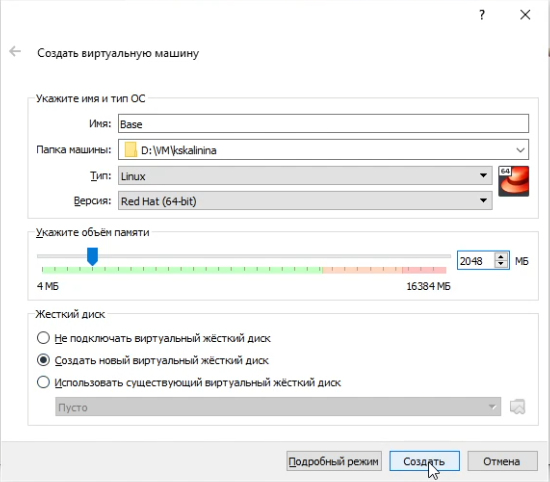 ?
Создать виртуальную машину
Укажите имя и тип ОС
Имя: Base
Папка машины: D:\VM\kskalinina
Тип: Linux
64
Версия: Red Hat (64-bit)
Укажите объём памяти
2048 МБ
4 МБ 16384 МБ
Жесткий диск
Не подключать виртуальный жёсткий диск
Создать новый виртуальный жёсткий диск
Использовать существующий виртуальный жёсткий диск
Пусто
Подробный режим Создать Отмена